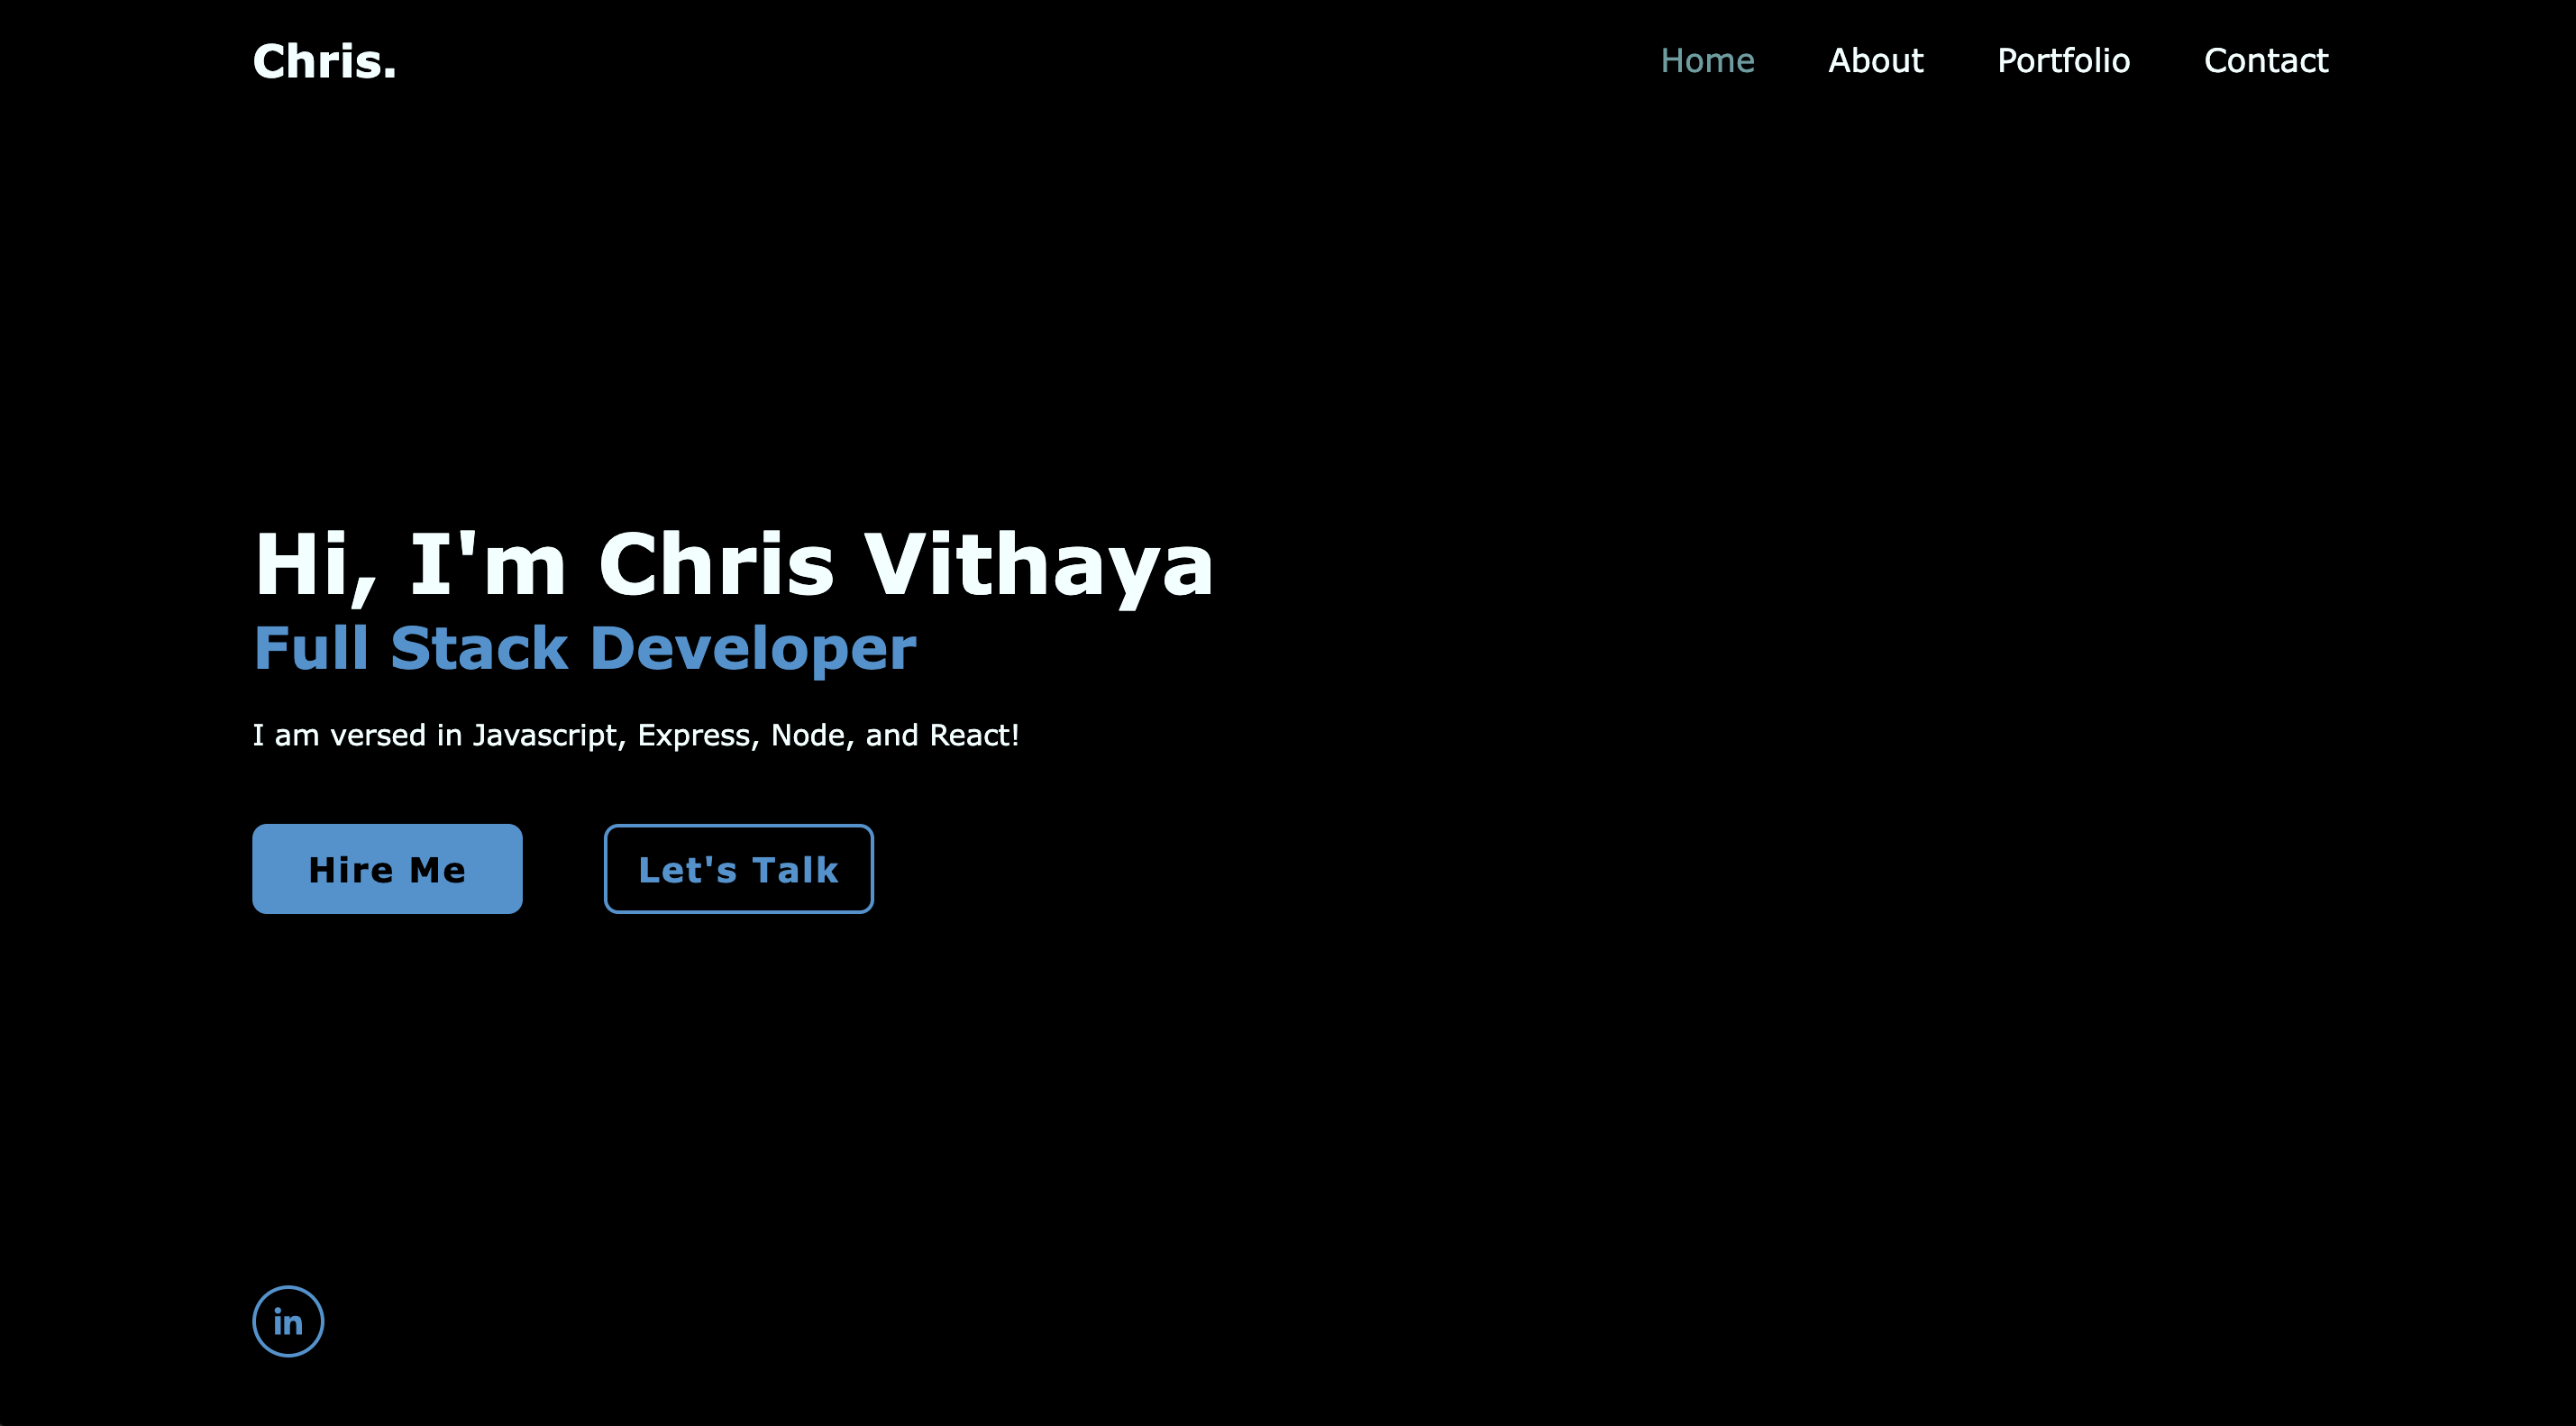 Chris.
Home About Portfolio Contact
Hi, I'm Chris Vithaya
Full Stack Developer
I am versed in Javascript, Express, Node, and React!
Hire Me Let's Talk
in